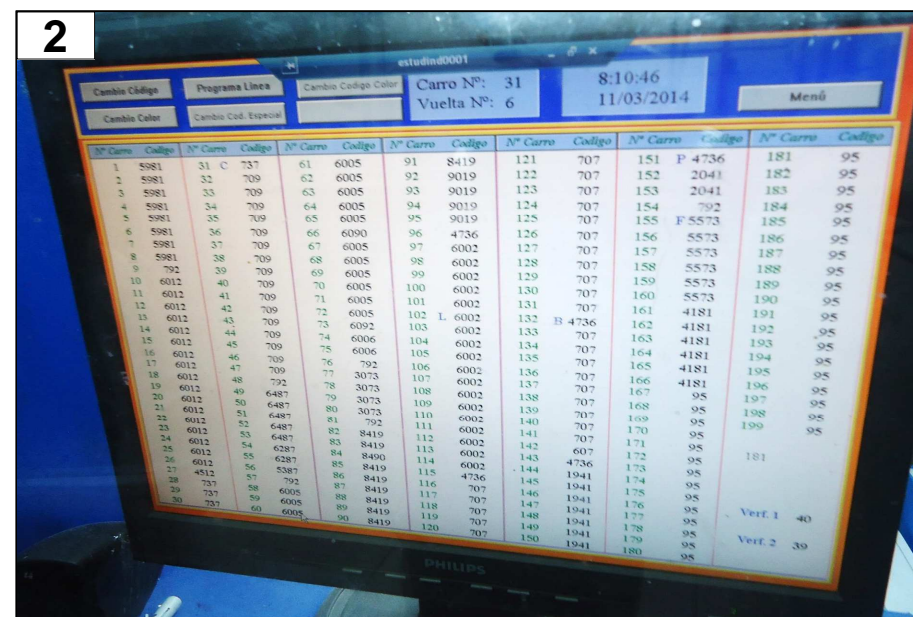 2
estudind0001
Cambio Código Programa Linea Cambio Codigo Color Carro Nº: 31 8:10:46 Menú
Cambio Color Cambio Cod. Especial Vuelta Nº: 6 11/03/2014
Nº Carro Codigo Nº Carro Codigo Nº Carro Codigo Nº Carro Codigo Nº Carro Codigo Nº Carro Codigo Nº Carro Codigo
1 5981 31 C 737 61 6005 91 8419 121 707 151 P 4736 181 95
2 5981 32 709 62 6005 92 9019 122 707 152 2041 182 95
3 5981 33 709 63 6005 93 9019 123 707 153 2041 183 95
4 5981 34 709 64 6005 94 9019 124 707 154 792 184 95
5 5981 35 709 65 6005 95 9019 125 707 155 F 5573 185 95
6 5981 36 709 66 6090 96 4736 126 707 156 5573 186 95
7 5981 37 709 67 6005 97 6002 127 707 157 5573 187 95
8 5981 38 709 68 6005 98 6002 128 707 158 5573 188 95
9 792 39 709 69 6005 99 6002 129 707 159 5573 189 95
10 6012 40 709 70 6005 100 6002 130 707 160 5573 190 95
11 6012 41 709 71 6005 101 6002 131 707 161 4181 191 95
12 6012 42 709 72 6005 102 L 6002 132 B 4736 162 4181 192 95
13 6012 43 709 73 6092 103 6002 133 707 163 4181 193 95
14 6012 44 709 74 6006 104 6002 134 707 164 4181 194 95
15 6012 45 709 75 6006 105 6002 135 707 165 4181 195 95
16 6012 46 709 76 792 106 6002 136 707 166 4181 196 95
17 6012 47 709 77 3073 107 6002 137 707 167 95 197 95
18 6012 48 792 78 3073 108 6002 138 707 168 95 198 95
19 6012 49 6487 79 3073 109 6002 139 707 169 95 199 95
20 6012 50 6487 80 3073 110 6002 140 707 170 95
21 6012 51 6487 81 792 111 6002 141 707 171 95 181
22 6012 52 6487 82 8419 112 6002 142 607 172 95
23 6012 53 6487 83 8419 113 6002 143 4736 173 95
24 6012 54 6287 84 8490 114 6002 144 1941 174 95
25 6012 55 6287 85 8419 115 4736 145 1941 175 95
26 6012 56 5387 86 8419 116 707 146 1941 176 95
27 4512 57 792 87 8419 117 707 147 1941 177 95 Verf. 1 40
28 737 58 6005 88 8419 118 707 148 1941 178 95
29 737 59 6005 89 8419 119 707 149 1941 179 95 Verf. 2 39
30 737 60 6005 90 8419 120 707 150 1941 180 95
PHILIPS